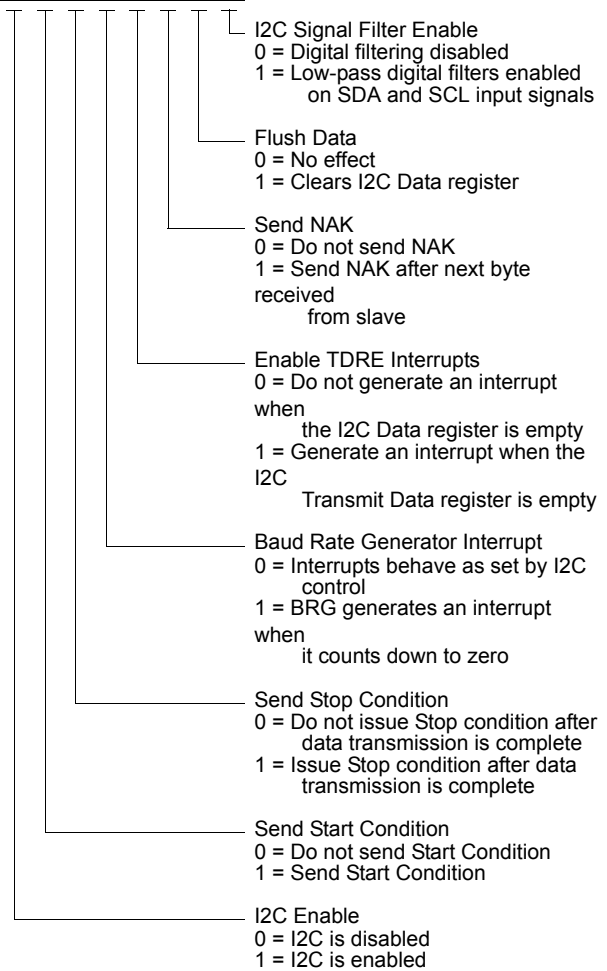 I2C Signal Filter Enable
0 = Digital filtering disabled
1 = Low-pass digital filters enabled
on SDA and SCL input signals
Flush Data
0 = No effect
1 = Clears I2C Data register
Send NAK
0 = Do not send NAK
1 = Send NAK after next byte
received
from slave
Enable TDRE Interrupts
0 = Do not generate an interrupt
when
the I2C Data register is empty
1 = Generate an interrupt when the
I2C
Transmit Data register is empty
Baud Rate Generator Interrupt
0 = Interrupts behave as set by I2C
control
1 = BRG generates an interrupt
when
it counts down to zero
Send Stop Condition
0 = Do not issue Stop condition after
data transmission is complete
1 = Issue Stop condition after data
transmission is complete
Send Start Condition
0 = Do not send Start Condition
1 = Send Start Condition
I2C Enable
0 = I2C is disabled
1 = I2C is enabled